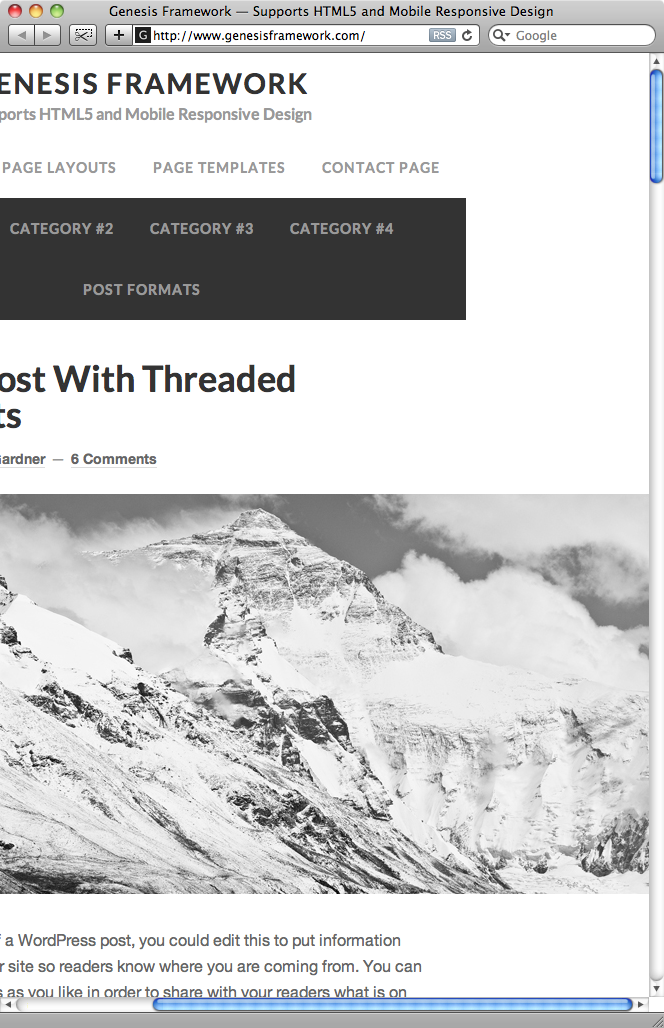 Genesis Framework — Supports HTML5 and Mobile Responsive Design
G http://www.genesisframework.com/ RSS Google
ENESIS FRAMEWORK
ports HTML5 and Mobile Responsive Design
PAGE LAYOUTS PAGE TEMPLATES CONTACT PAGE
CATEGORY #2 CATEGORY #3 CATEGORY #4
POST FORMATS
ost With Threaded
ts
ardner — 6 Comments
f a WordPress post, you could edit this to put information
r site so readers know where you are coming from. You can
s as you like in order to share with your readers what is on